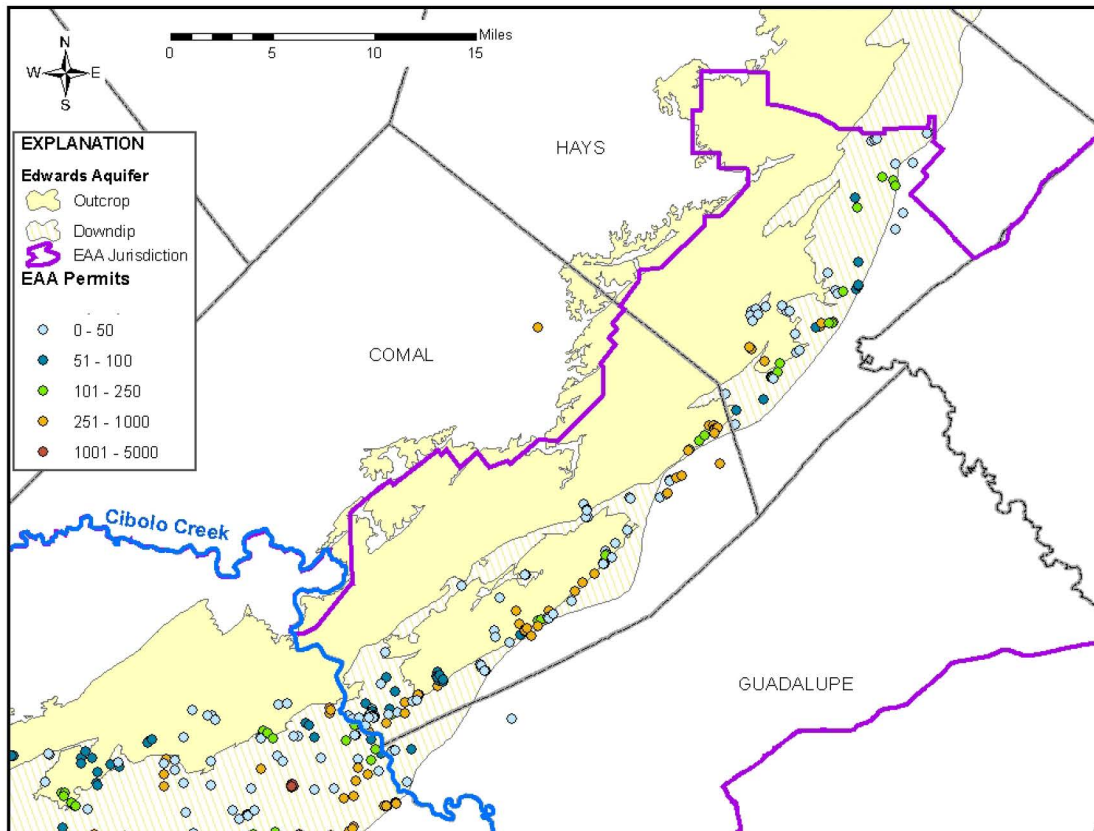 N
W E
S
Miles
0 5 10 15
HAYS
EXPLANATION
Edwards Aquifer
Outcrop
Downdip
EAA Jurisdiction
EAA Permits
0 - 50
51 - 100
101 - 250
251 - 1000
1001 - 5000
COMAL
Cibolo Creek
GUADALUPE